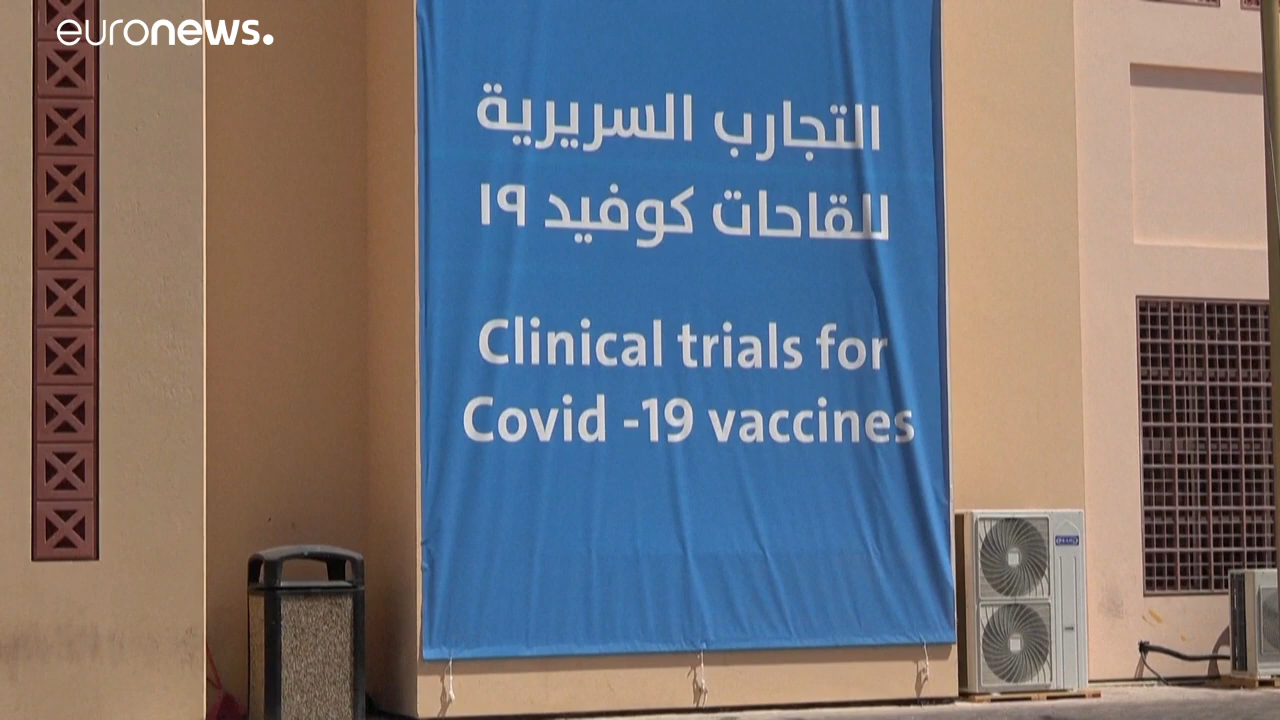 euronews.
التجارب السريرية
للقاحات كوفيد ١٩
Clinical trials for
Covid -19 vaccines